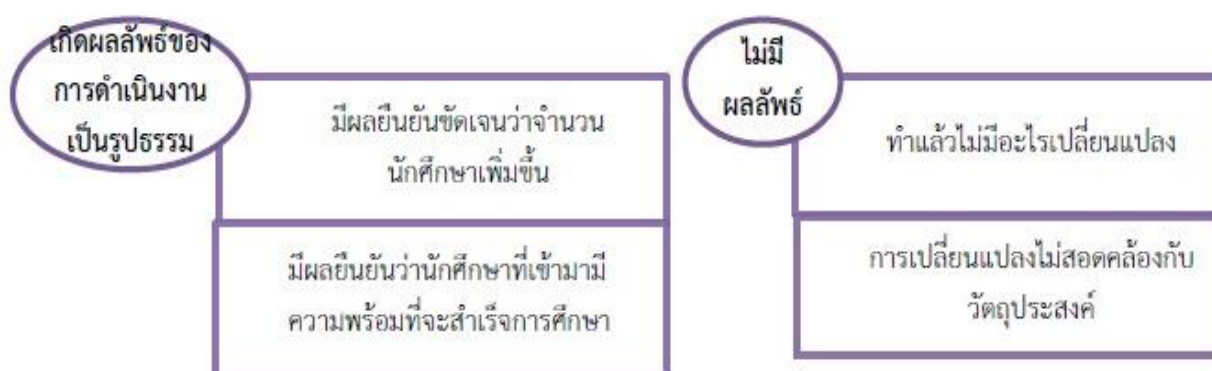 เกิดผลลัพธ์ของ
การดำเนินงาน
เป็นรูปธรรม
มีผลยืนยันชัดเจนว่าจำนวน
นักศึกษาเพิ่มขึ้น
มีผลยืนยันว่านักศึกษาที่เข้ามามี
ความพร้อมที่จะสำเร็จการศึกษา
ไม่มี
ผลลัพธ์
ทำแล้วไม่มีอะไรเปลี่ยนแปลง
การเปลี่ยนแปลงไม่สอดคล้องกับ
วัตถุประสงค์